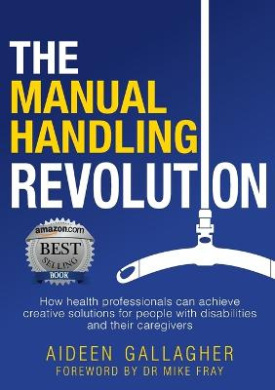 THE
MANUAL
HANDLING
REVOLUTION
amazon.com
BEST
SELLING
BOOK
How health professionals can achieve
creative solutions for people with disabilities
and their caregivers
AIDEEN GALLAGHER
FOREWORD BY DR MIKE FRAY